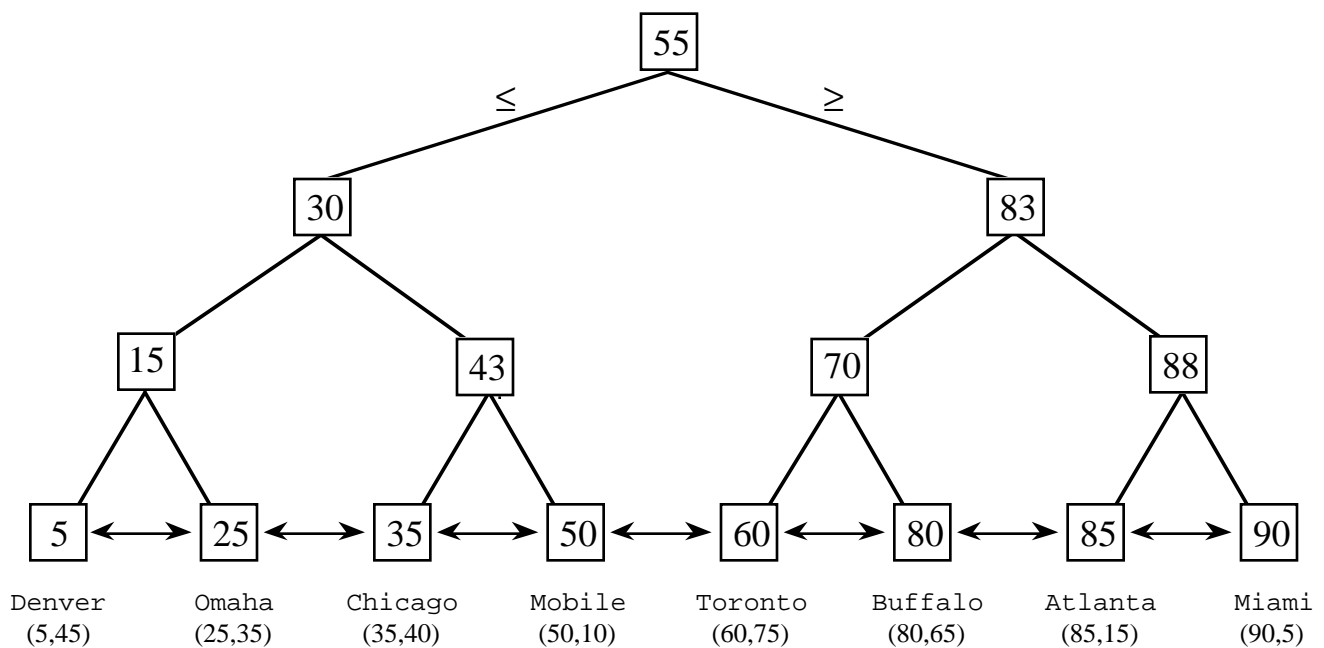 55
≤ ≥
30 83
15 43 70 88
5 25 35 50 60 80 85 90
Denver Omaha Chicago Mobile Toronto Buffalo Atlanta Miami
(5,45) (25,35) (35,40) (50,10) (60,75) (80,65) (85,15) (90,5)